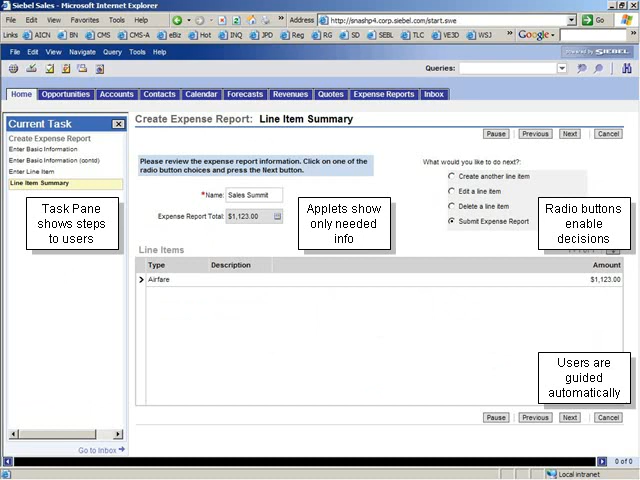 Siebel Sales - Microsoft Internet Explorer
File Edit View Favorites Tools Help
Address http://snashp4.corp.siebel.com/start.swe Go
Links AICN BN CMS CMS-A eBiz Hot INQ JPD Reg SD SEBL TLC VE3D WSJ Google
File Edit View Navigate Query Tools Help
powered by SIEBEL
Queries:
Home Opportunities Accounts Contacts Calendar Forecasts Revenues Quotes Expense Reports Inbox
Current Task
Create Expense Report
Enter Basic Information
Enter Basic Information (contd)
Enter Line Item
Line Item Summary
Task Pane
shows steps
to users
Go to Inbox
Create Expense Report: Line Item Summary
Pause Previous Next Cancel
Please review the expense report information. Click on one of the
radio button choices and press the Next button.
*Name: Sales Summit
Expense Report Total: $1,123.00
Applets show
only needed
info
What would you like to do next?:
Create another line item
Edit a line item
Delete a line item
Submit Expense Report
Radio buttons
enable
decisions
Line Items
Type Description Amount
Airfare $1,123.00
Users are
guided
automatically
Pause Previous Next Cancel
0 of 0
Local intranet